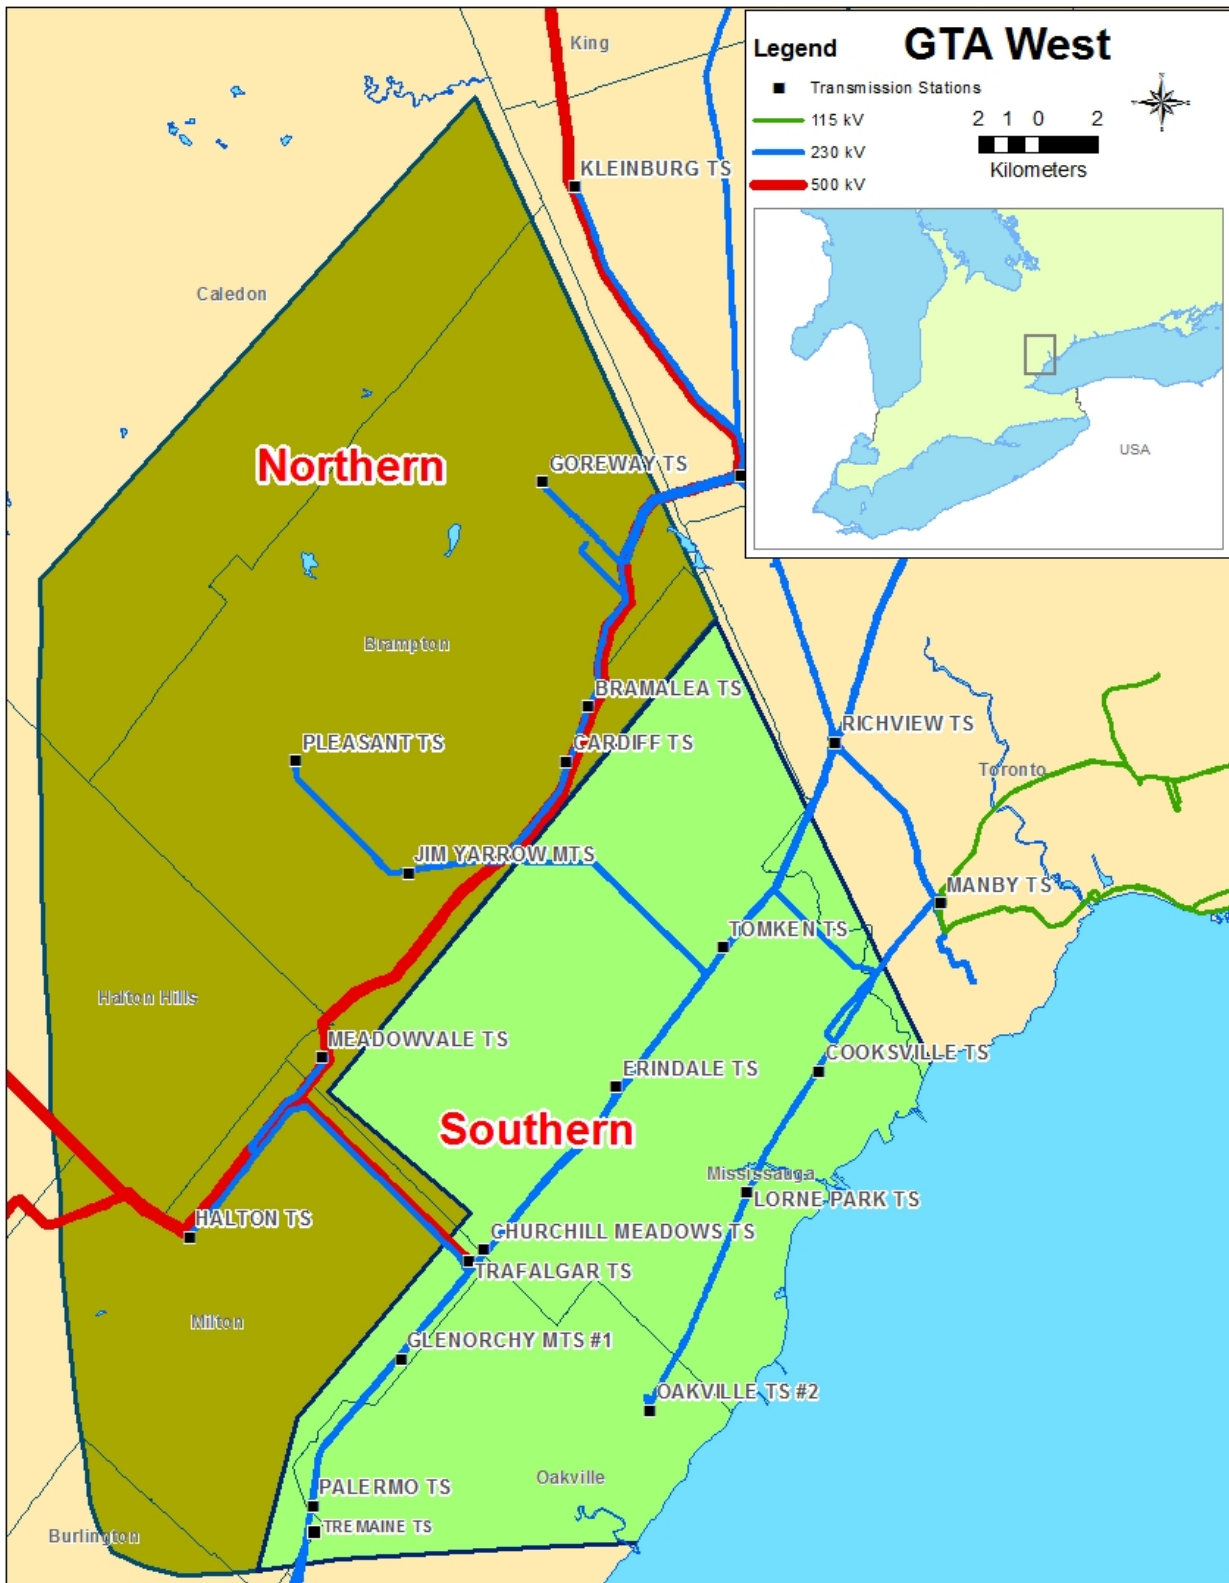 King
Legend
GTA West
Transmission Stations
115 kV
2 1 0 2
230 kV
Kilometers
500 kV
N
KLEINBURG TS
Caledon
USA
Northern
GOREWAY TS
Brampton
BRAMALEA TS
RICHVIEW TS
PLEASANT TS
CARDIFF TS
Toronto
JIM YARROW MTS
MANBY TS
TOMKEN TS
Halton Hills
MEADOWVALE TS
COOKSVILLE TS
ERINDALE TS
Southern
Mississauga
LORNE PARK TS
HALTON TS
CHURCHILL MEADOWS TS
TRAFALGAR TS
Milton
GLENORCHY MTS #1
OAKVILLE TS #2
Oakville
PALERMO TS
TREMAINE TS
Burlington